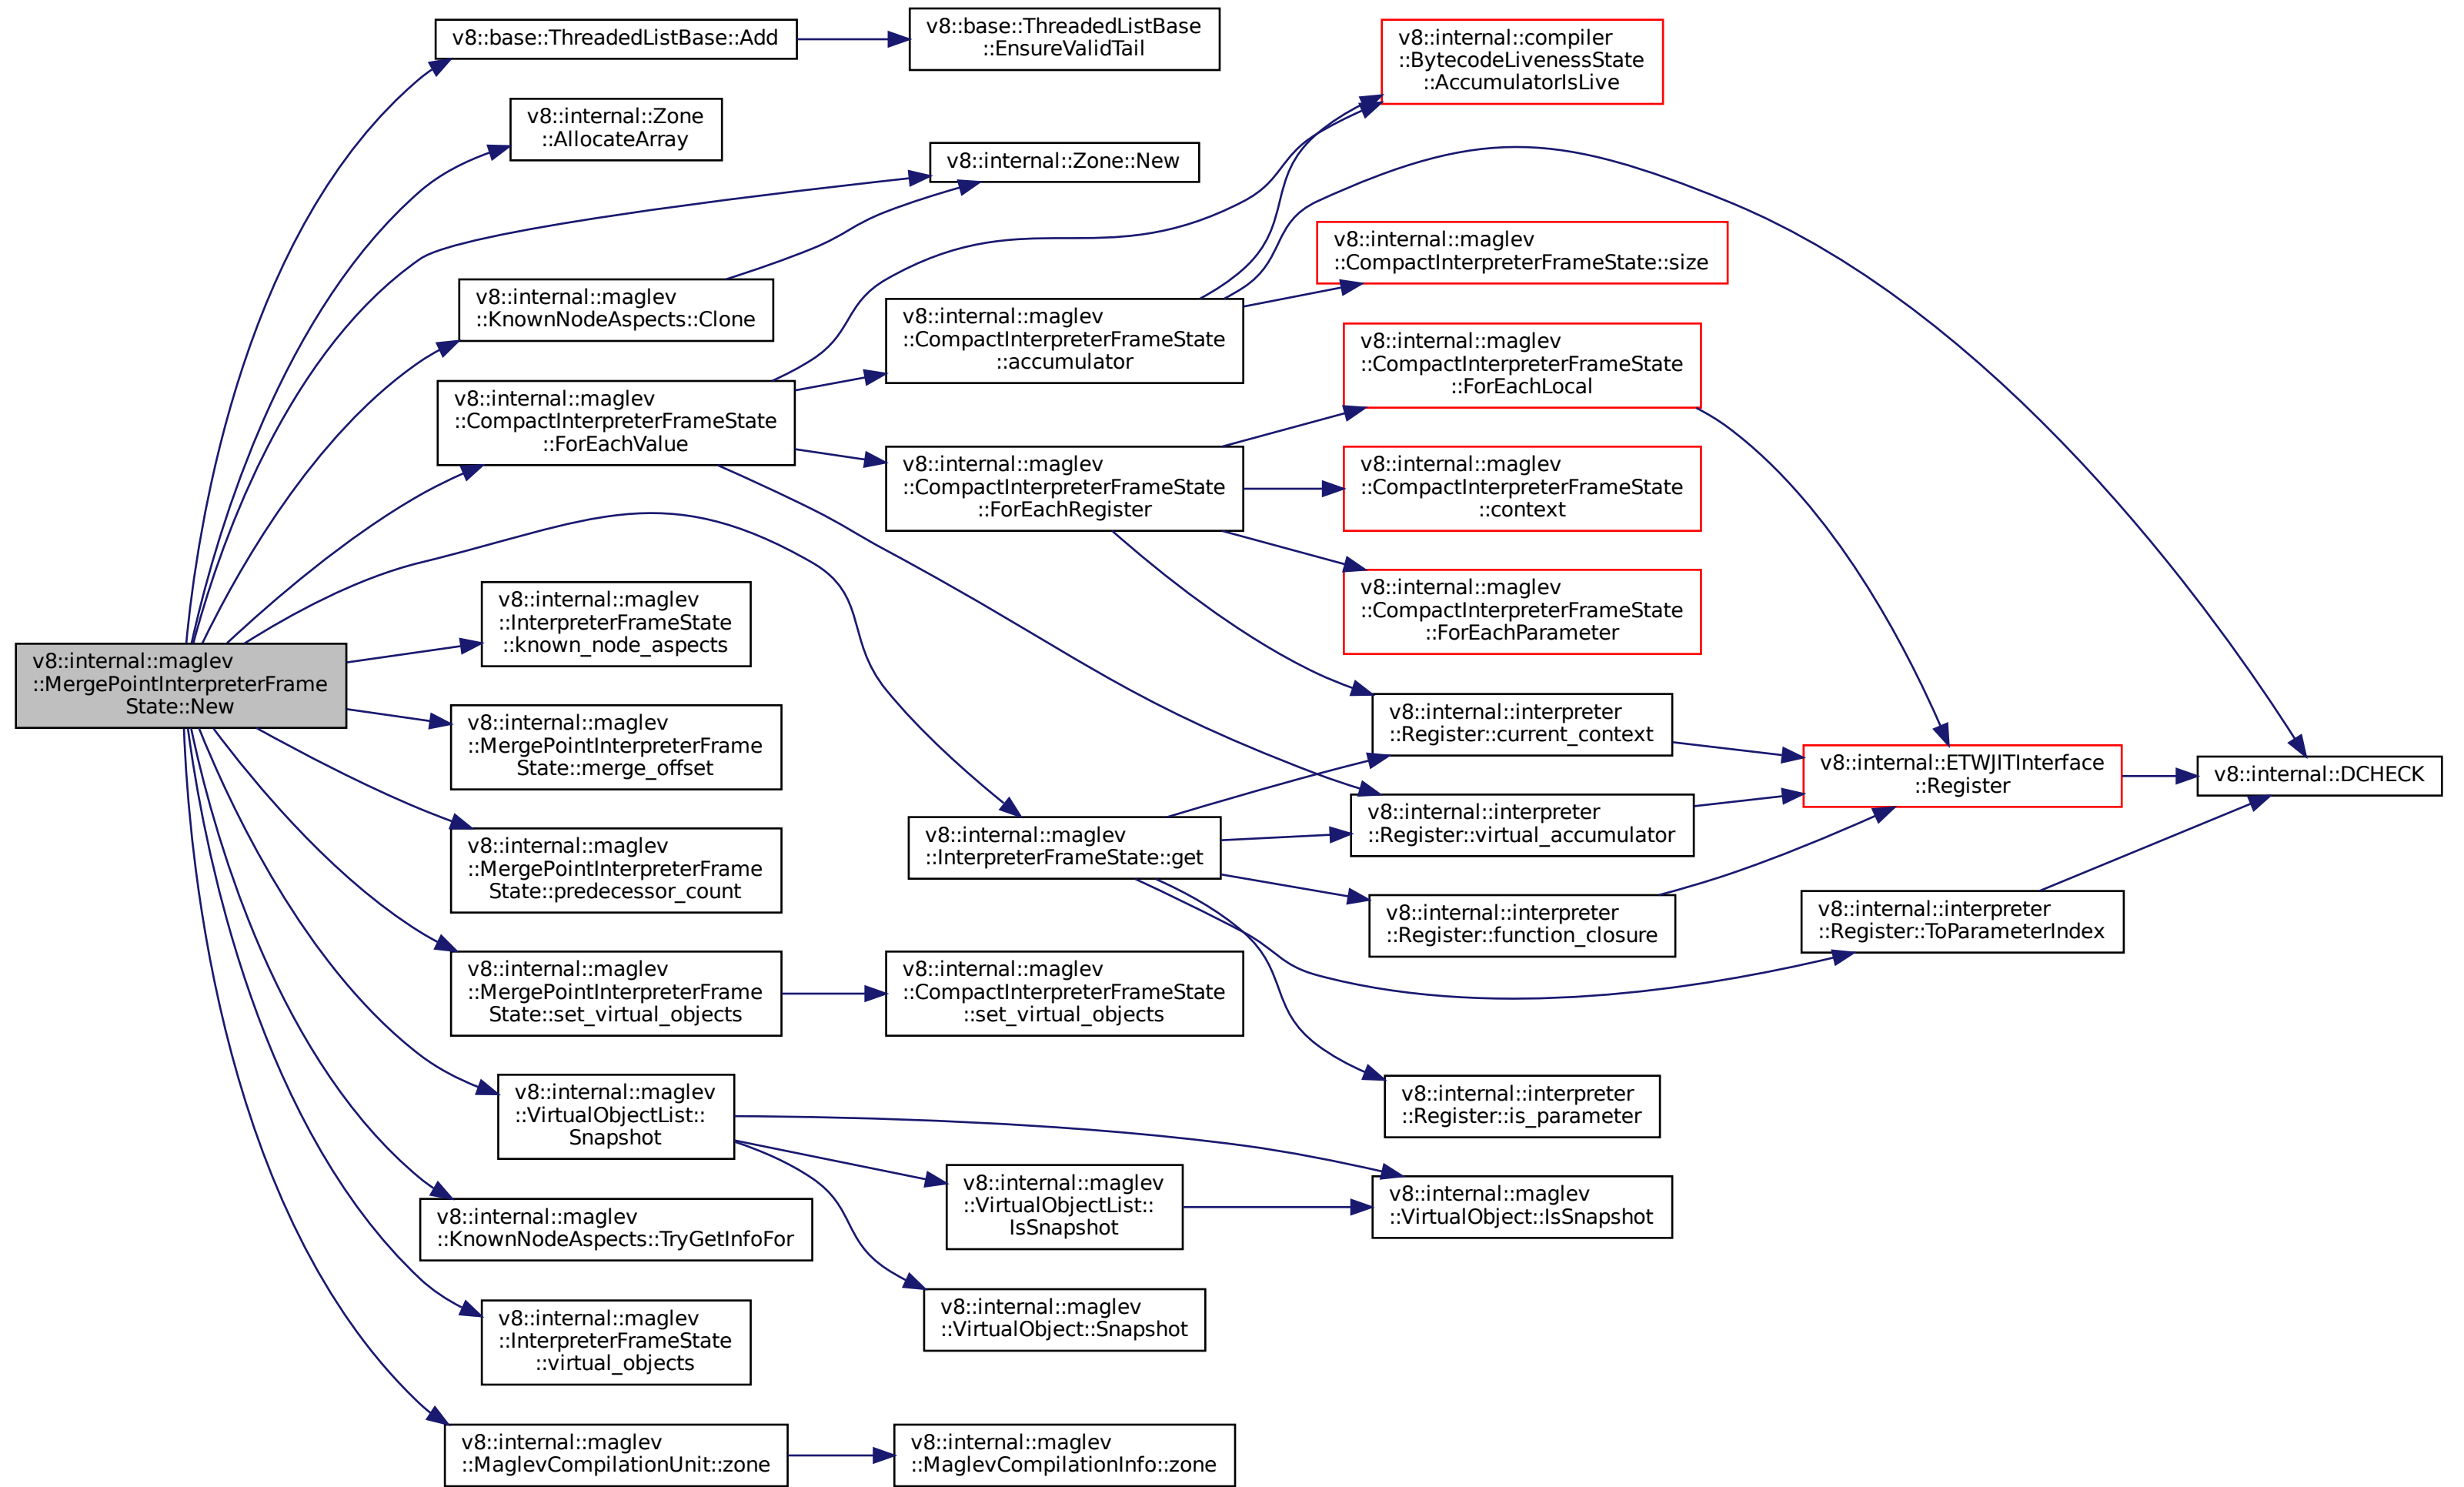 v8::internal::maglev
::MergePointInterpreterFrame
State::New
v8::base::ThreadedListBase::Add
v8::base::ThreadedListBase
::EnsureValidTail
v8::internal::Zone
::AllocateArray
v8::internal::Zone::New
v8::internal::maglev
::KnownNodeAspects::Clone
v8::internal::maglev
::CompactInterpreterFrameState
::ForEachValue
v8::internal::compiler
::BytecodeLivenessState
::AccumulatorIsLive
v8::internal::maglev
::CompactInterpreterFrameState
::accumulator
v8::internal::maglev
::CompactInterpreterFrameState::size
v8::internal::maglev
::CompactInterpreterFrameState
::ForEachRegister
v8::internal::maglev
::CompactInterpreterFrameState
::ForEachLocal
v8::internal::maglev
::CompactInterpreterFrameState
::context
v8::internal::maglev
::CompactInterpreterFrameState
::ForEachParameter
v8::internal::interpreter
::Register::current_context
v8::internal::interpreter
::Register::virtual_accumulator
v8::internal::ETWJITInterface
::Register
v8::internal::DCHECK
v8::internal::maglev
::InterpreterFrameState::get
v8::internal::interpreter
::Register::function_closure
v8::internal::interpreter
::Register::ToParameterIndex
v8::internal::interpreter
::Register::is_parameter
v8::internal::maglev
::InterpreterFrameState
::known_node_aspects
v8::internal::maglev
::MergePointInterpreterFrame
State::merge_offset
v8::internal::maglev
::MergePointInterpreterFrame
State::predecessor_count
v8::internal::maglev
::MergePointInterpreterFrame
State::set_virtual_objects
v8::internal::maglev
::CompactInterpreterFrameState
::set_virtual_objects
v8::internal::maglev
::VirtualObjectList::
Snapshot
v8::internal::maglev
::VirtualObjectList::
IsSnapshot
v8::internal::maglev
::VirtualObject::IsSnapshot
v8::internal::maglev
::VirtualObject::Snapshot
v8::internal::maglev
::KnownNodeAspects::TryGetInfoFor
v8::internal::maglev
::InterpreterFrameState
::virtual_objects
v8::internal::maglev
::MaglevCompilationUnit::zone
v8::internal::maglev
::MaglevCompilationInfo::zone